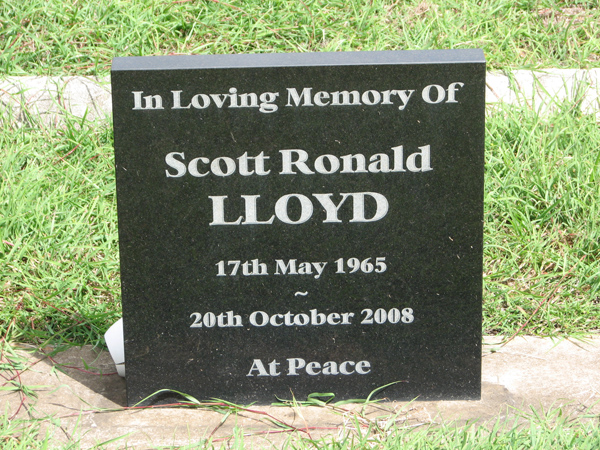 In Loving Memory Of
Scott Ronald
LLOYD
17th May 1965
~
20th October 2008
At Peace